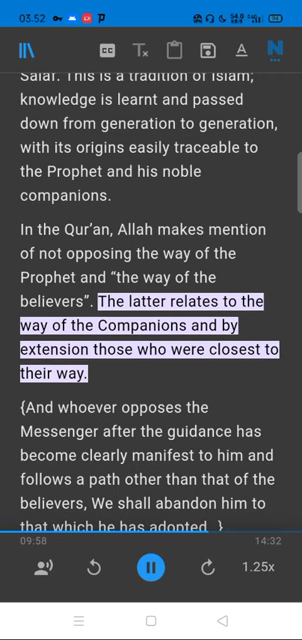 03.52
Salaf. This is a tradition of Islam;
knowledge is learnt and passed
down from generation to generation,
with its origins easily traceable to
the Prophet and his noble
companions.
In the Qur’an, Allah makes mention
of not opposing the way of the
Prophet and “the way of the
believers”. The latter relates to the
way of the Companions and by
extension those who were closest to
their way.
{And whoever opposes the
Messenger after the guidance has
become clearly manifest to him and
follows a path other than that of the
believers, We shall abandon him to
that which he has adopted…}
09:58
14:32
1.25x